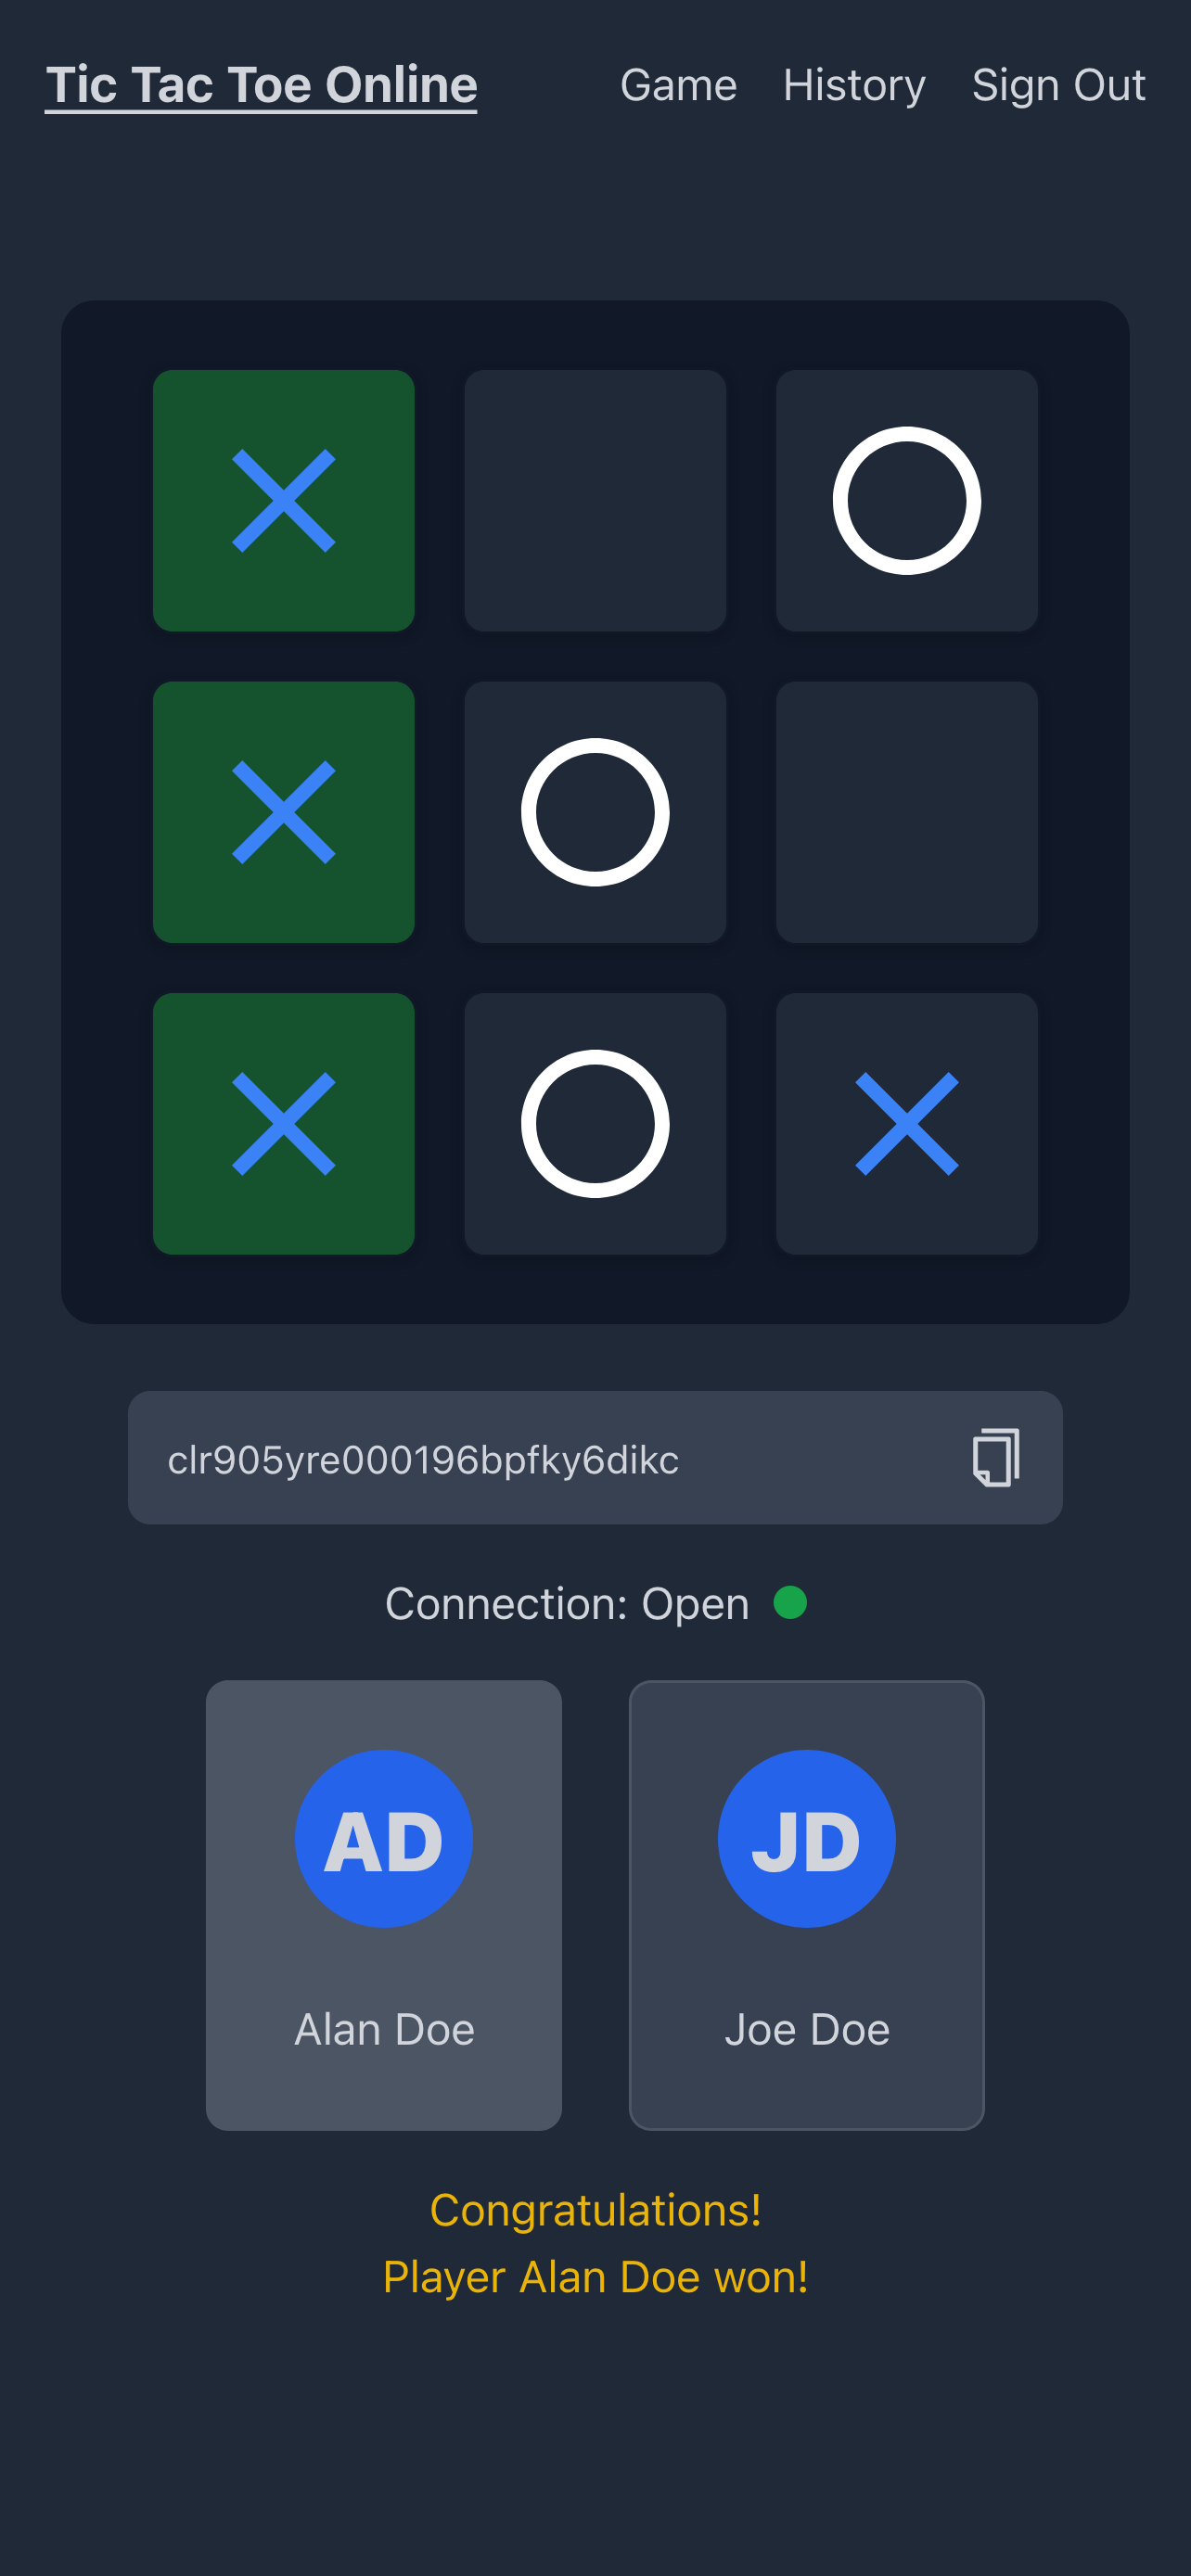 Tic Tac Toe Online Game History Sign Out
clr905yre000196bpfky6dikc
Connection: Open
AD JD
Alan Doe Joe Doe
Congratulations!
Player Alan Doe won!